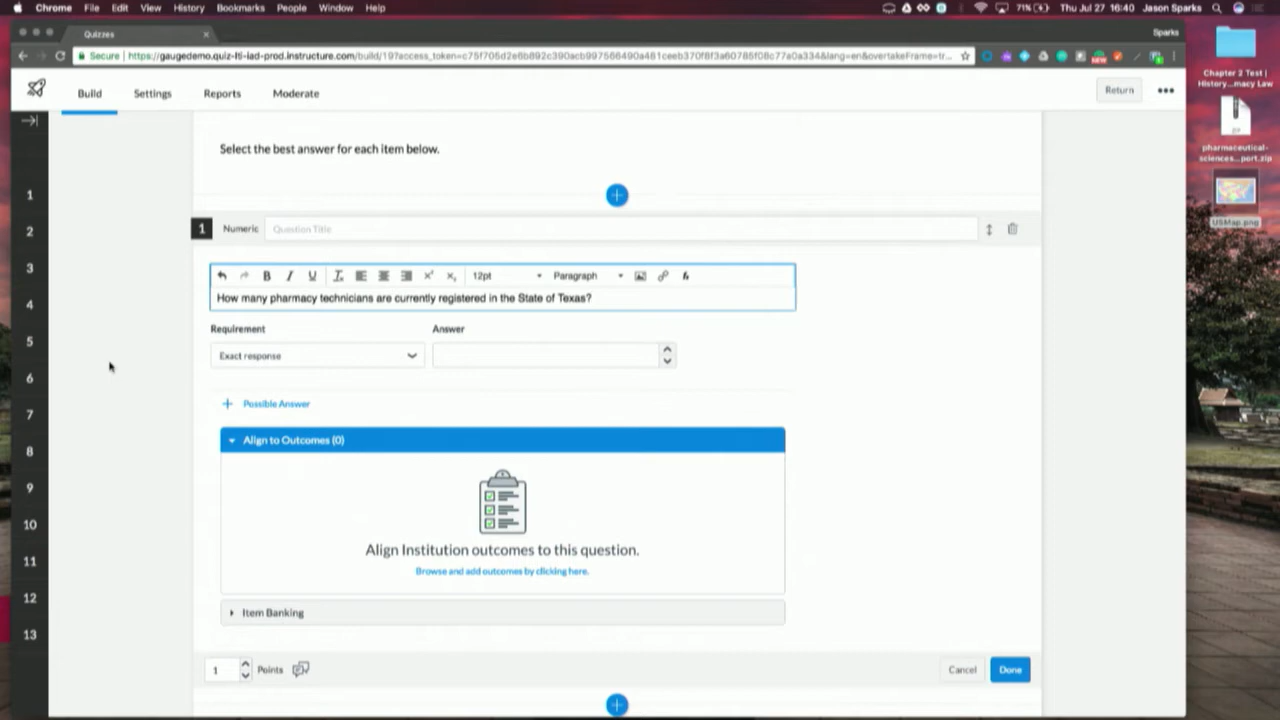 Chrome File Edit View History Bookmarks People Window Help
71% Thu Jul 27 16:40 Jason Sparks
Quizzes
Sparks
Secure
Build Settings Reports Moderate Return
Chapter 2 Test |
History...macy Law
Select the best answer for each item below.
pharmaceutical-
sciences...port.zip
USMap.png
1
2
3
4
5
6
7
8
9
10
11
12
13
1 Numeric Question Title
B I U 12pt Paragraph
How many pharmacy technicians are currently registered in the State of Texas?
Requirement Answer
Exact response
Possible Answer
Align to Outcomes (0)
Align Institution outcomes to this question.
Browse and add outcomes by clicking here.
Item Banking
1 Points Cancel Done